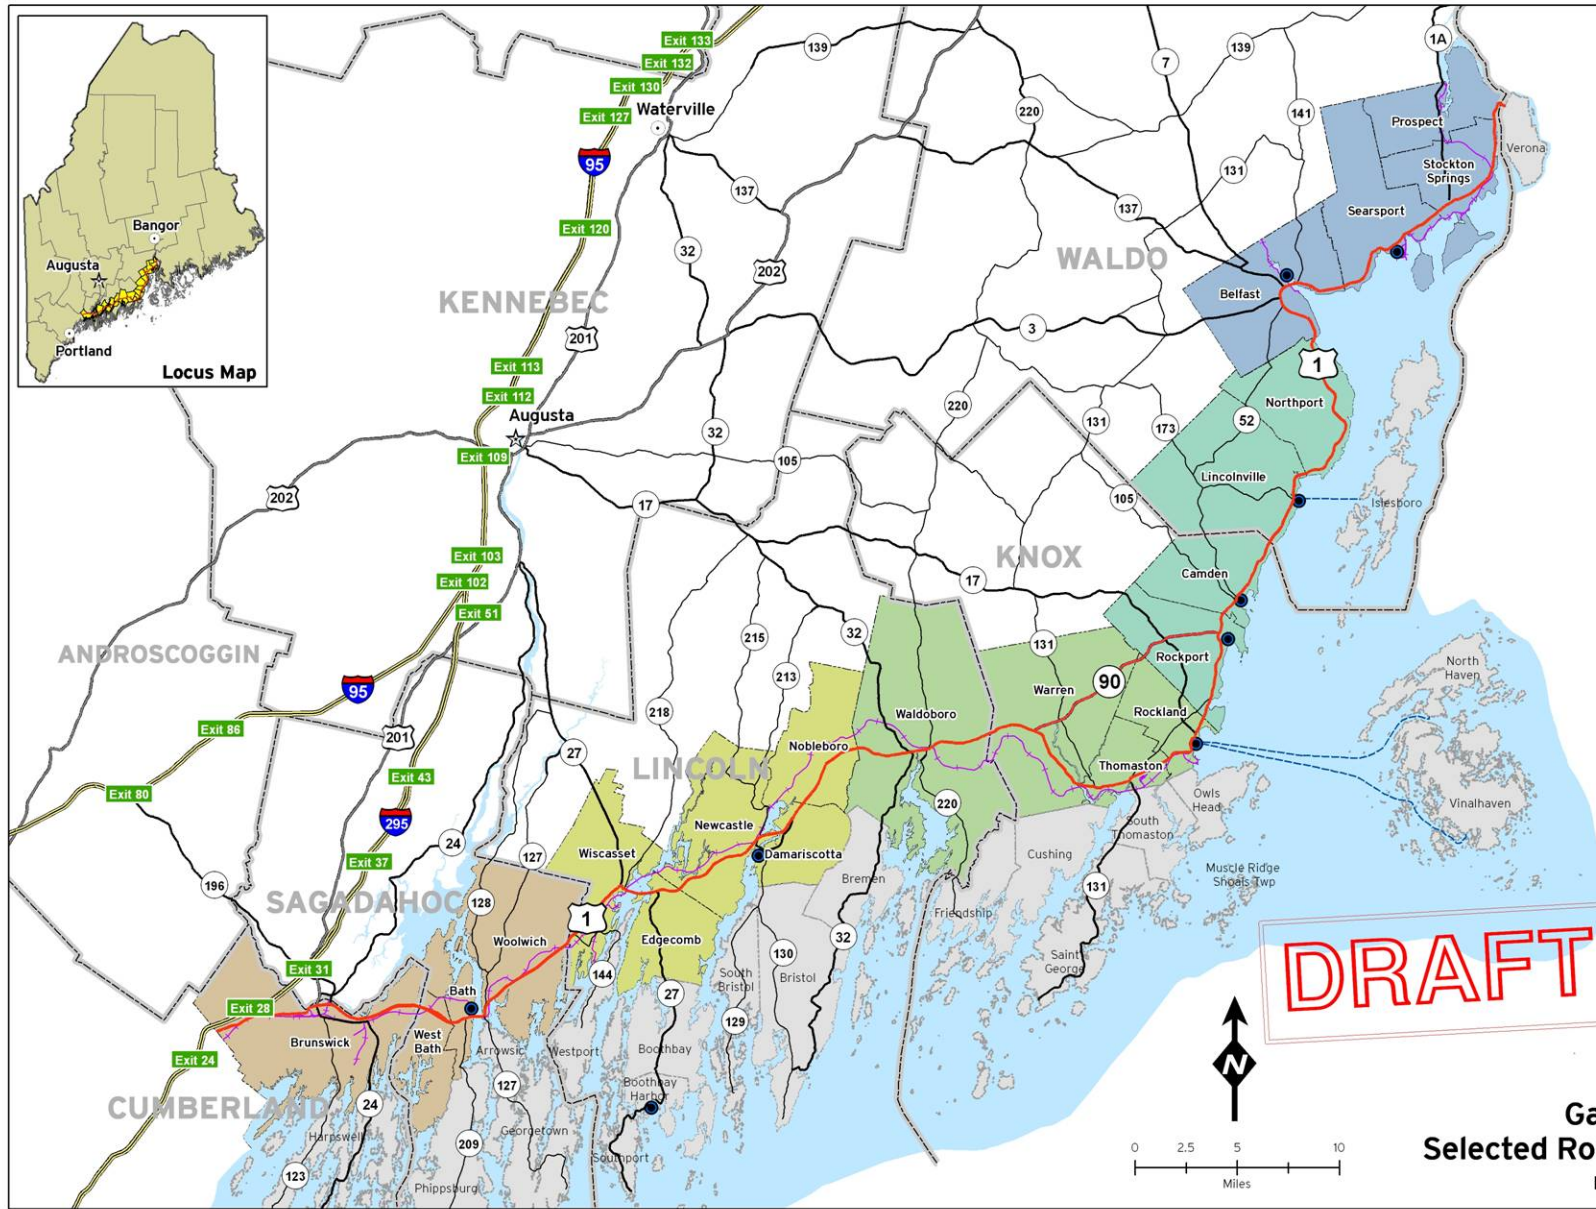 Bangor
Augusta
Portland
Locus Map
Exit 133
Exit 132
Exit 130
Exit 127
Waterville
95
139
7
139
1A
220
141
Prospect
Verona
Stockton
Springs
131
137
137
Searsport
Exit 120
32
202
WALDO
Belfast
KENNEBEC
201
3
1
Exit 113
Exit 112
Augusta
220
Northport
131
173
52
32
Exit 109
105
Lincolnville
105
202
17
Islesboro
Exit 103
KNOX
Exit 102
17
Camden
Exit 51
ANDROSCOGGIN
215
32
131
Rockport
North
Haven
95
213
90
Warren
218
Waldoboro
Rockland
Exit 86
201
27
Nobleboro
LINCOLN
Thomaston
Exit 43
Exit 80
Owls
Head
Vinalhaven
295
220
South
Thomaston
Newcastle
24
Wiscasset
Damariscotta
Cushing
127
Exit 37
Muscle Ridge
Shoals Twp
Bremen
196
131
SAGADAHOC
128
1
Friendship
Woolwich
Edgecomb
32
130
Saint
George
DRAFT
Exit 31
144
South
Bristol
Bristol
Bath
27
Exit 28
129
Brunswick
West
Bath
Arrowsic
Westport
Boothbay
Exit 24
127
Boothbay
Harbor
N
CUMBERLAND
24
Harpswell
209
Georgetown
Southport
123
Phippsburg
0 2.5 5 10
Miles
Ga
Selected Ro